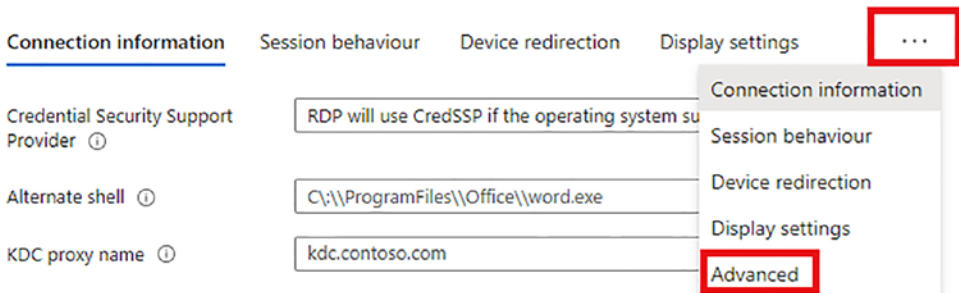 Connection information Session behaviour Device redirection Display settings ...
Connection information
Credential Security Support
Provider
RDP will use CredSSP if the operating system su
Session behaviour
Device redirection
Alternate shell
C\:\\ProgramFiles\\Office\\word.exe
Display settings
KDC proxy name
kdc.contoso.com
Advanced